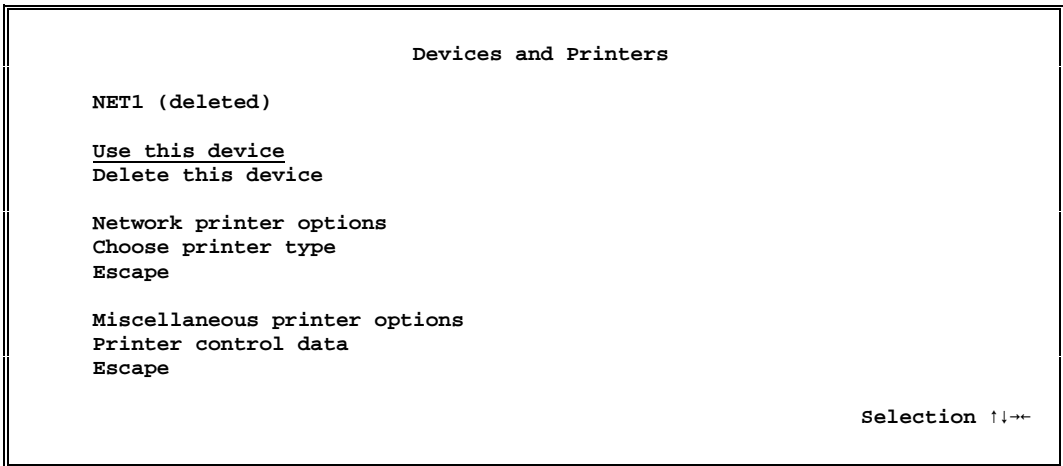 Devices and Printers
NET1 (deleted)
Use this device
Delete this device
Network printer options
Choose printer type
Escape
Miscellaneous printer options
Printer control data
Escape
Selection ↑↓→←